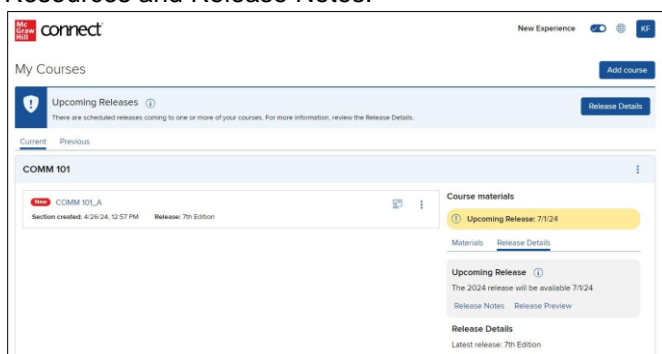 Resources and Release Notes.
Mc
Graw
Hill
connect
New Experience
KF
My Courses
Add course
Upcoming Releases
There are scheduled releases coming to one or more of your courses. For more information, review the Release Details.
Release Details
Current Previous
COMM 101
New COMM 101_A
Section created: 4/26/24, 12:57 PM Release: 7th Edition
Course materials
Upcoming Release: 7/1/24
Materials Release Details
Upcoming Release
The 2024 release will be available 7/1/24
Release Notes Release Preview
Release Details
Latest release: 7th Edition